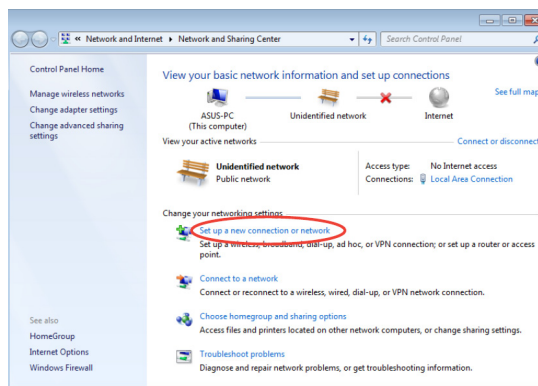 « Network and Internet ▸ Network and Sharing Center
Search Control Panel
Control Panel Home
Manage wireless networks
Change adapter settings
Change advanced sharing
settings
View your basic network information and set up connections
See full map
ASUS-PC
(This computer)
Unidentified network
Internet
View your active networks
Connect or disconnect
Unidentified network
Public network
Access type: No Internet access
Connections: Local Area Connection
Change your networking settings
Set up a new connection or network
Set up a wireless, broadband, dial-up, ad hoc, or VPN connection; or set up a router or access
point.
Connect to a network
Connect or reconnect to a wireless, wired, dial-up, or VPN network connection.
Choose homegroup and sharing options
Access files and printers located on other network computers, or change sharing settings.
Troubleshoot problems
Diagnose and repair network problems, or get troubleshooting information.
See also
HomeGroup
Internet Options
Windows Firewall